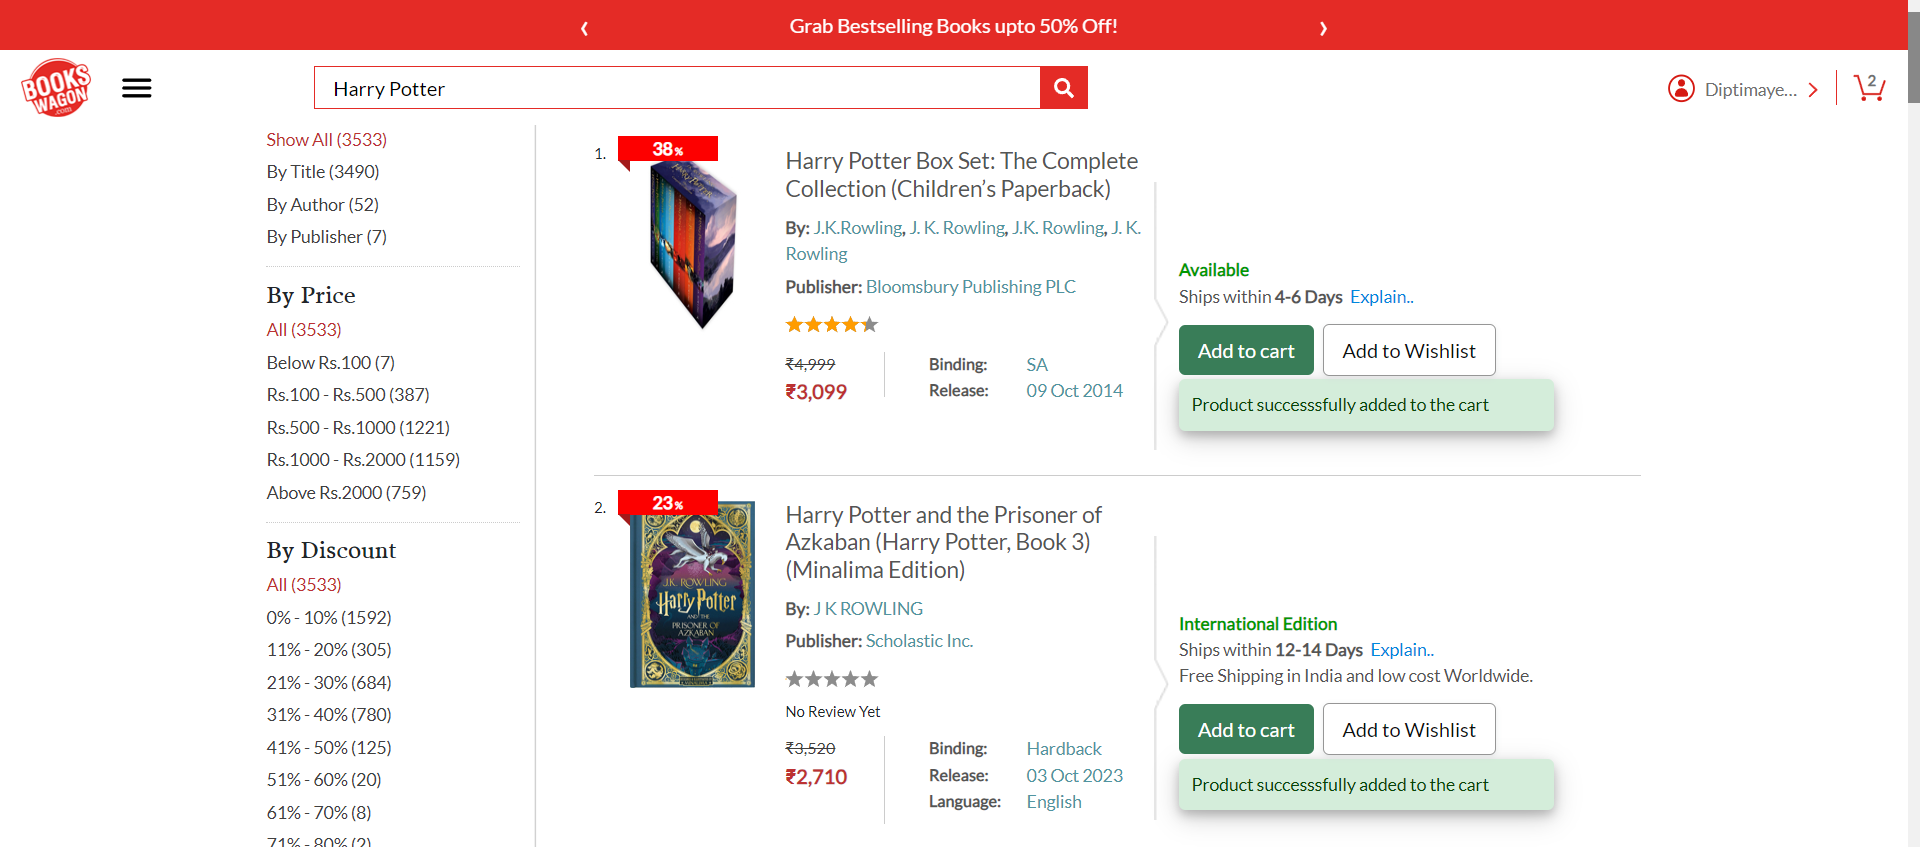 ‹ Grab Bestselling Books upto 50% Off! ›
BOOKS
WAGON
.com
Harry Potter
Diptimaye...
2
Show All (3533)
By Title (3490)
By Author (52)
By Publisher (7)
By Price
All (3533)
Below Rs.100 (7)
Rs.100 - Rs.500 (387)
Rs.500 - Rs.1000 (1221)
Rs.1000 - Rs.2000 (1159)
Above Rs.2000 (759)
By Discount
All (3533)
0% - 10% (1592)
11% - 20% (305)
21% - 30% (684)
31% - 40% (780)
41% - 50% (125)
51% - 60% (20)
61% - 70% (8)
71% - 80% (2)
1.
38%
Harry Potter
Harry Potter Box Set: The Complete
Collection (Children’s Paperback)
By: J.K.Rowling, J. K. Rowling, J.K. Rowling, J. K.
Rowling
Publisher: Bloomsbury Publishing PLC
₹4,999
₹3,099
Binding: SA
Release: 09 Oct 2014
Available
Ships within 4-6 Days Explain..
Add to cart
Add to Wishlist
Product successsfully added to the cart
2.
23%
J.K. ROWLING
Harry Potter
AND THE
PRISONER OF
AZKABAN
Harry Potter and the Prisoner of
Azkaban (Harry Potter, Book 3)
(Minalima Edition)
By: J K ROWLING
Publisher: Scholastic Inc.
No Review Yet
₹3,520
₹2,710
Binding: Hardback
Release: 03 Oct 2023
Language: English
International Edition
Ships within 12-14 Days Explain..
Free Shipping in India and low cost Worldwide.
Add to cart
Add to Wishlist
Product successsfully added to the cart